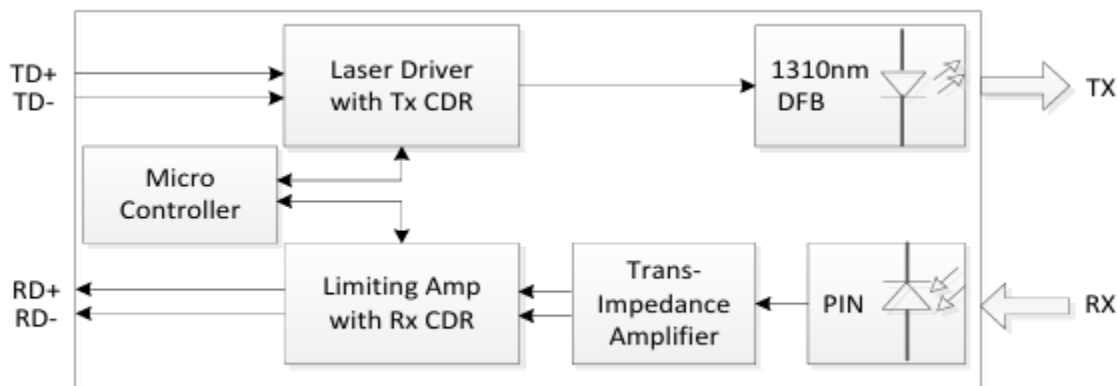 TD+
TD-
Laser Driver
with Tx CDR
1310nm
DFB
TX
Micro
Controller
RD+
RD-
Limiting Amp
with Rx CDR
Trans-
Impedance
Amplifier
PIN
RX